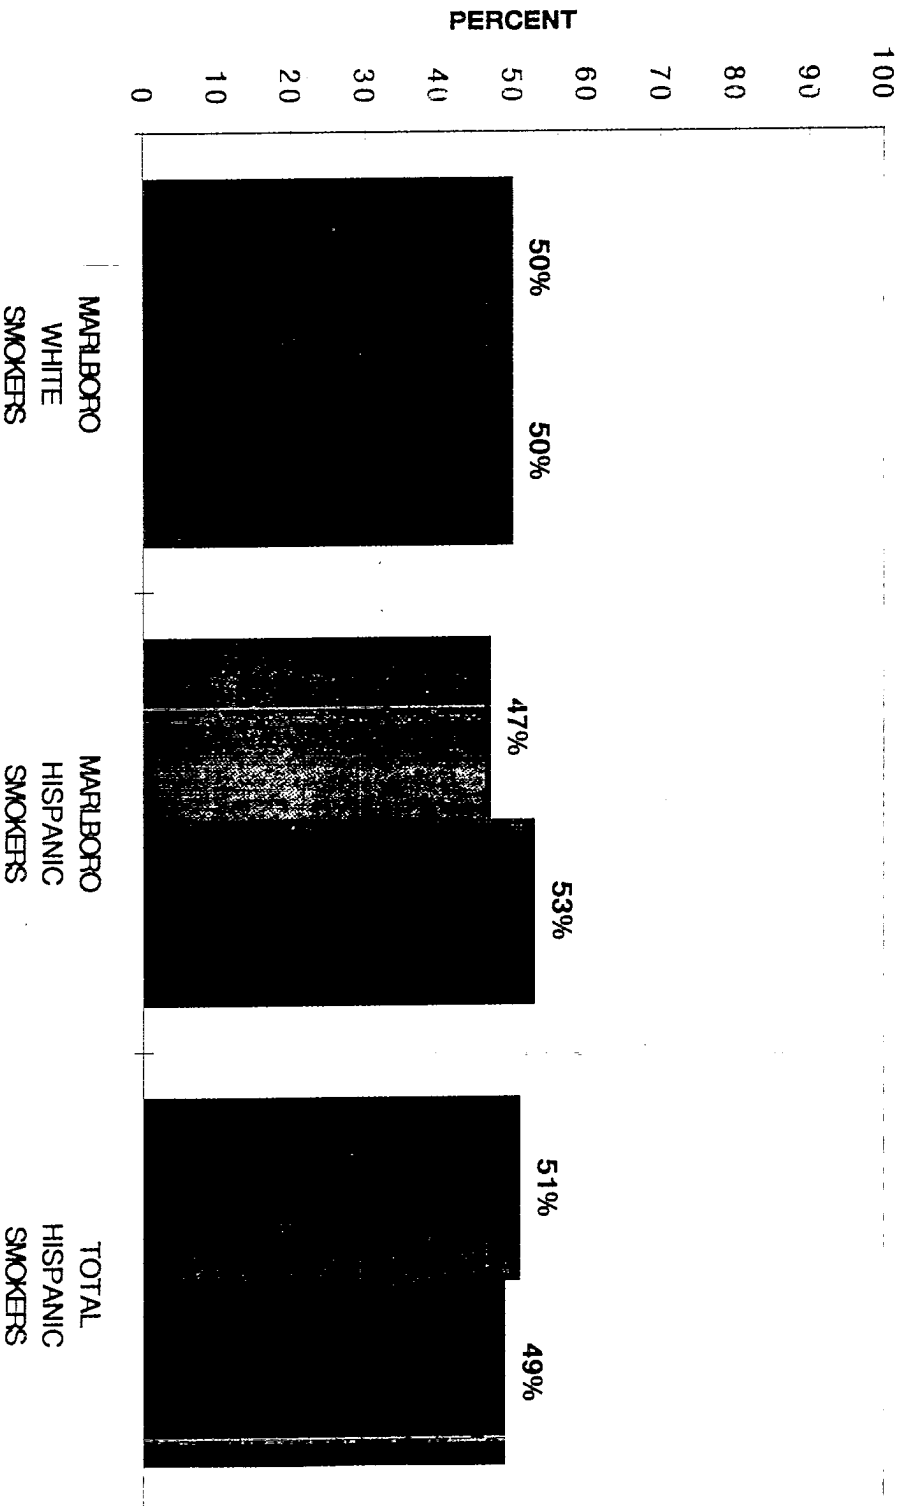 PERCENT
100
90
80
70
60
50
40
30
20
10
0
50%
50%
47%
53%
51%
49%
MARLBORO
WHITE
SMOKERS
MARLBORO
HISPANIC
SMOKERS
TOTAL
HISPANIC
SMOKERS